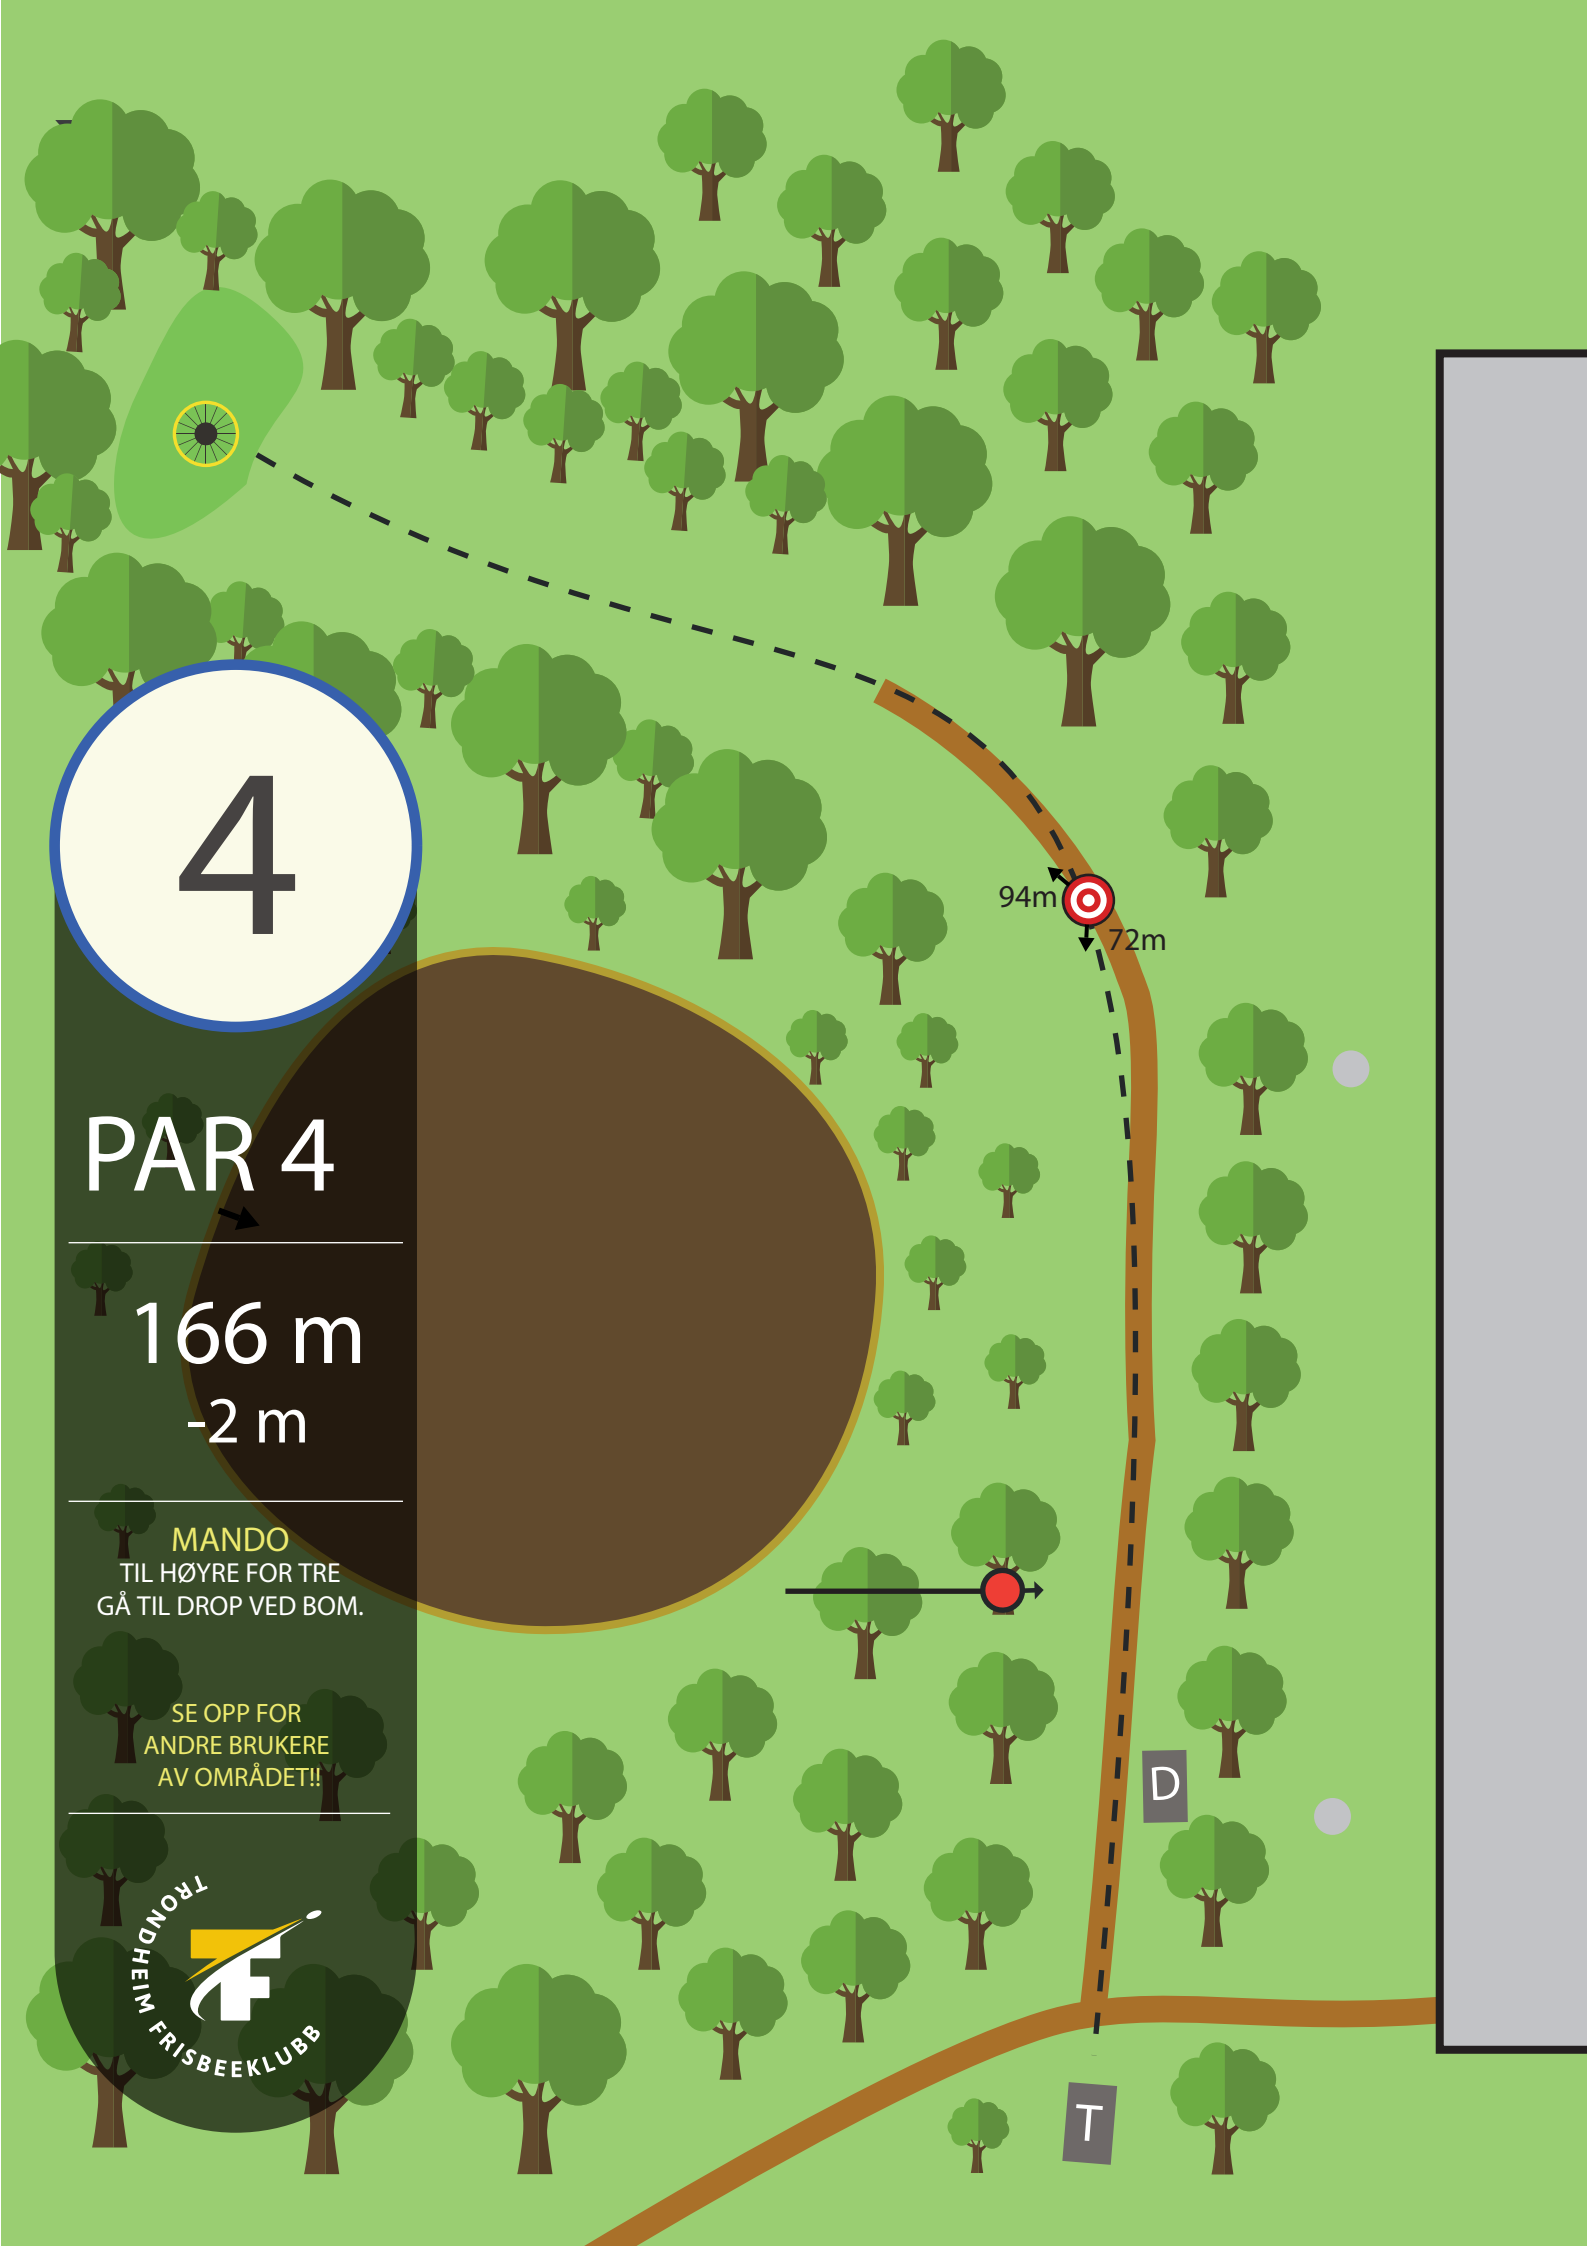 4
PAR 4
166 m
-2 m
MANDO
TIL HØYRE FOR TRE
GÅ TIL DROP VED BOM.
SE OPP FOR
ANDRE BRUKERE
AV OMRÅDET!!
TRONDHEIM FRISBEEKLUBB
94m
72m
D
T